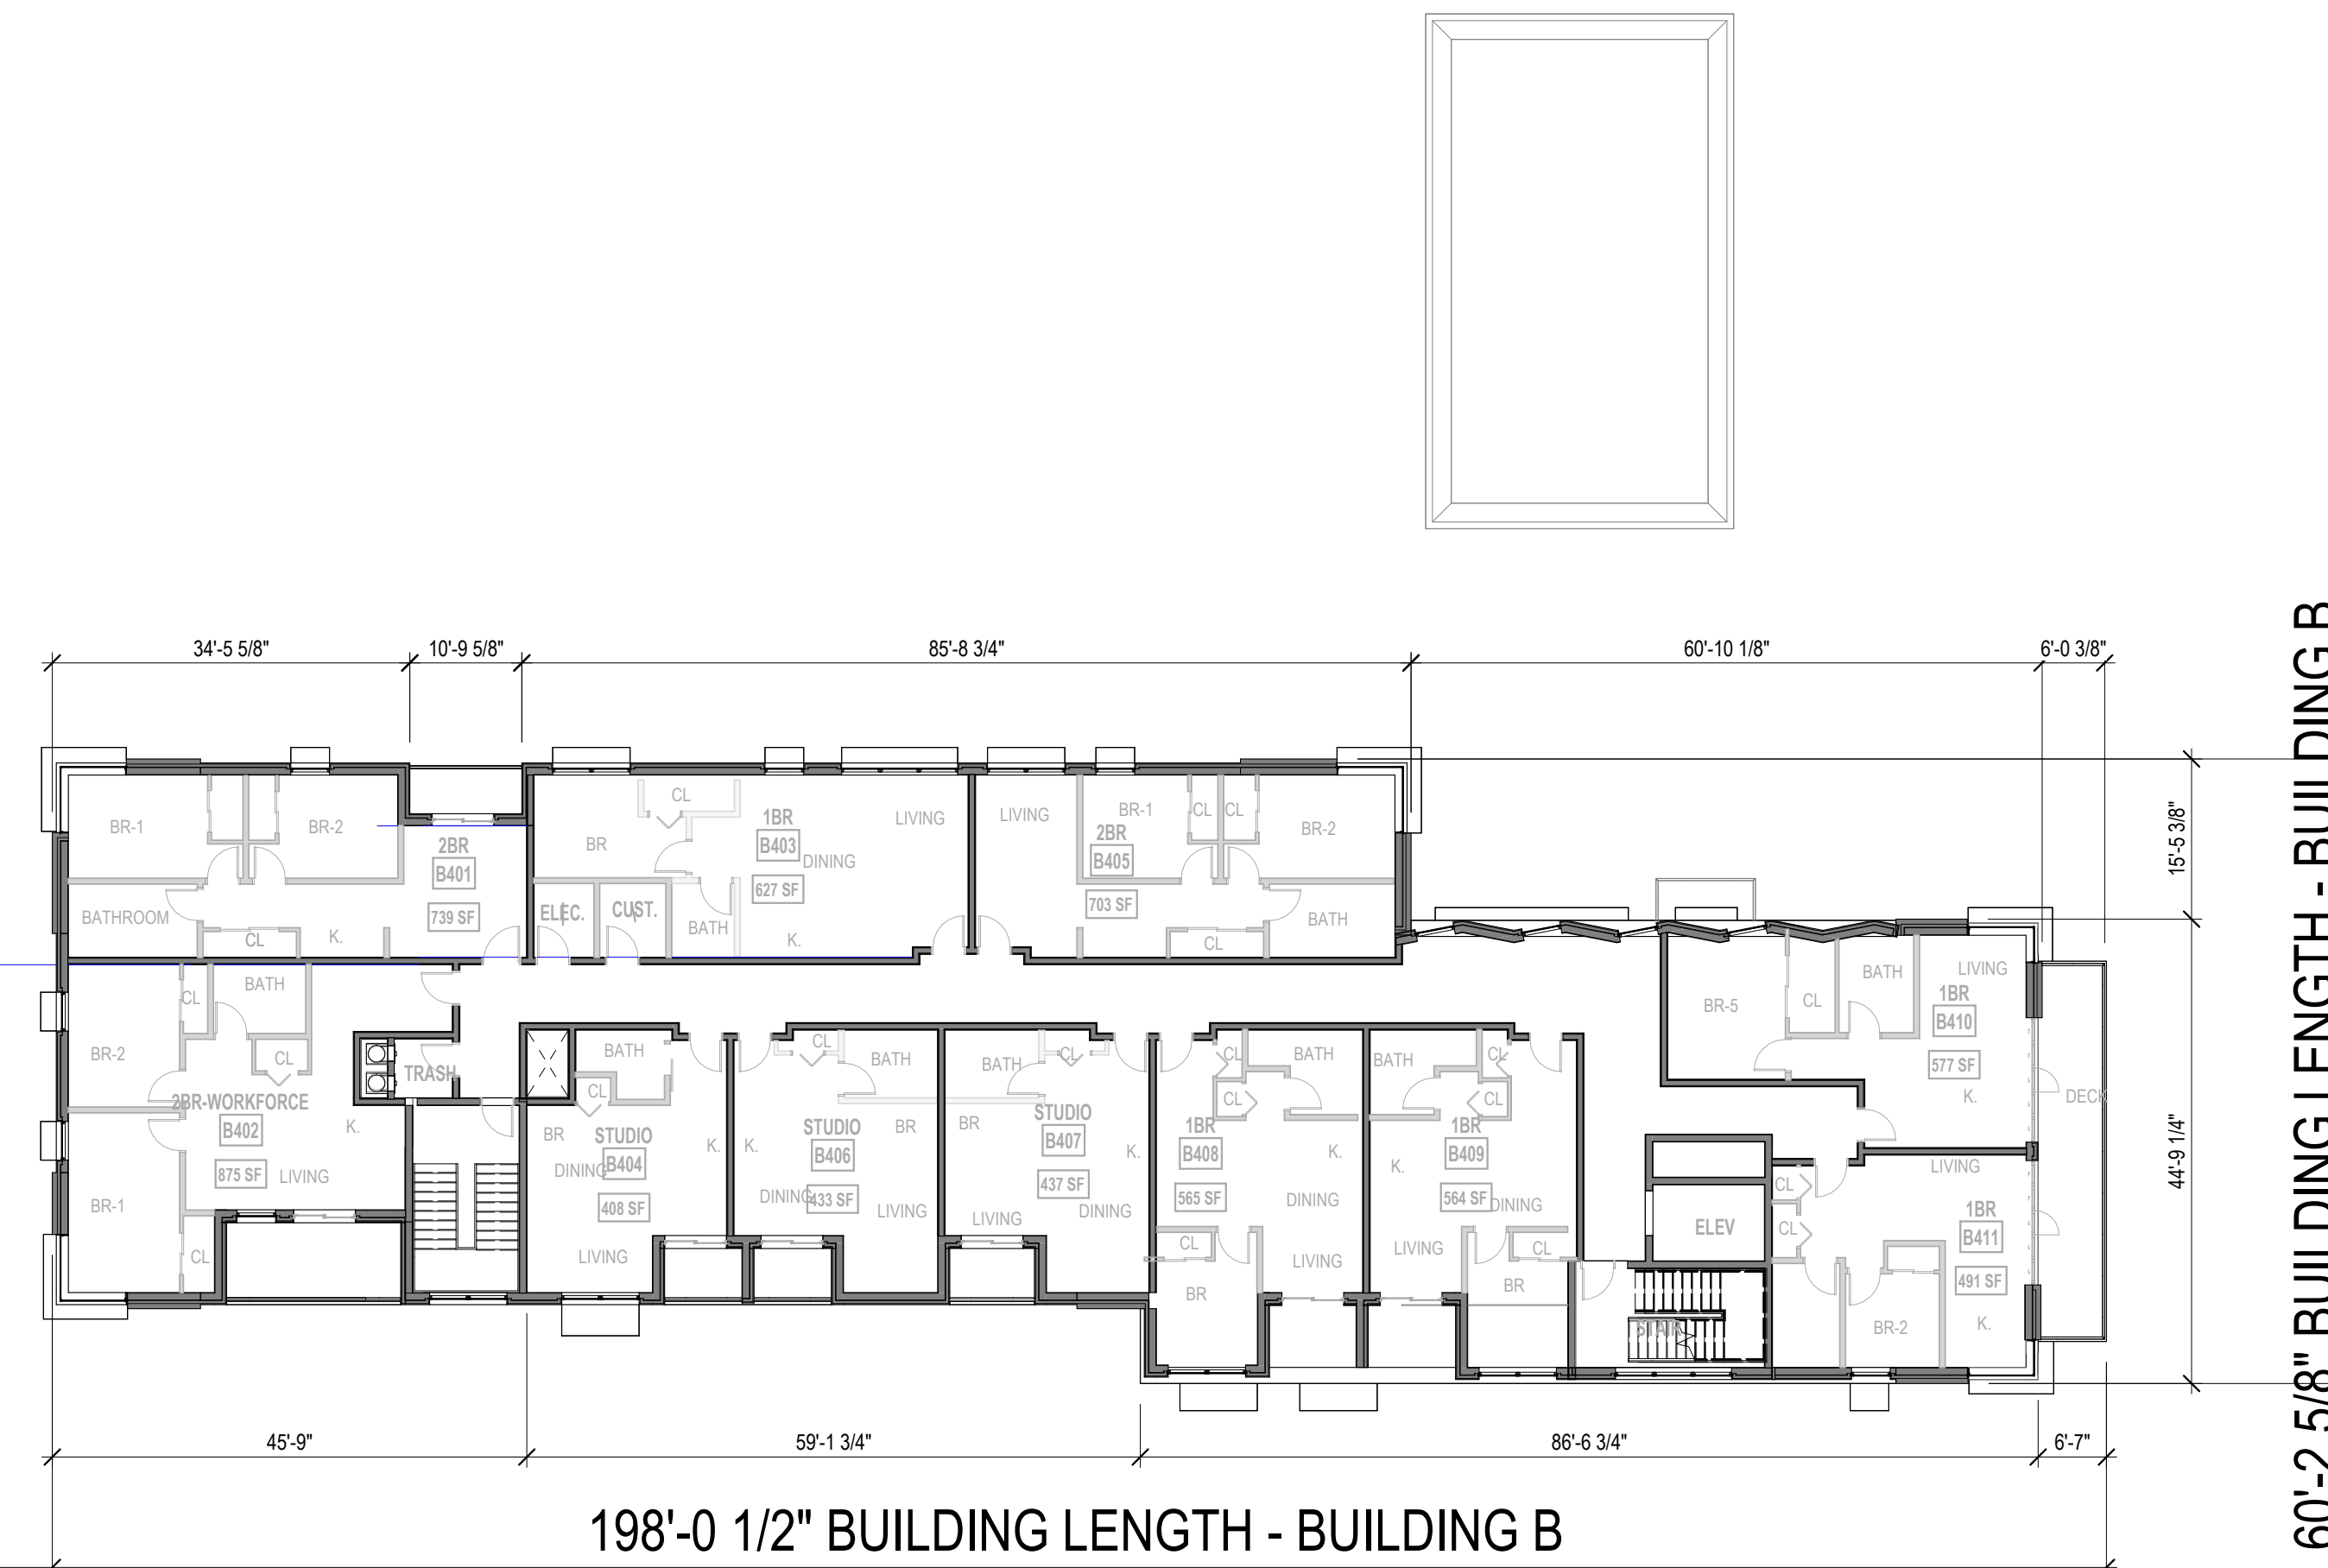 34'-5 5/8"
10'-9 5/8"
85'-8 3/4"
60'-10 1/8"
6'-0 3/8"
60'-2 5/8" BUILDING LENGTH - BUILDING B
15'-5 3/8"
44'-9 1/4"
BR-1
BR-2
2BR
B401
739 SF
BATHROOM
CL
K.
ELEC.
CUST.
CL
BR
1BR
B403
627 SF
DINING
LIVING
BATH
K.
LIVING
BR-1
CL
CL
BR-2
2BR
B405
703 SF
BATH
CL
CL
BATH
BR-2
CL
2BR-WORKFORCE
B402
875 SF
K.
LIVING
BR-1
CL
TRASH
BATH
CL
BR
STUDIO
B404
408 SF
DINING
K.
LIVING
CL
BATH
K.
STUDIO
B406
433 SF
BR
DINING
LIVING
BATH
CL
BR
STUDIO
B407
437 SF
K.
LIVING
DINING
CL
BATH
CL
1BR
B408
565 SF
K.
DINING
CL
LIVING
BR
BATH
CL
CL
1BR
B409
564 SF
K.
DINING
LIVING
CL
BR
ELEV
STAIR
BR-5
CL
BATH
LIVING
1BR
B410
577 SF
K.
DECK
CL
LIVING
CL
1BR
B411
491 SF
BR-2
K.
45'-9"
59'-1 3/4"
86'-6 3/4"
6'-7"
198'-0 1/2" BUILDING LENGTH - BUILDING B